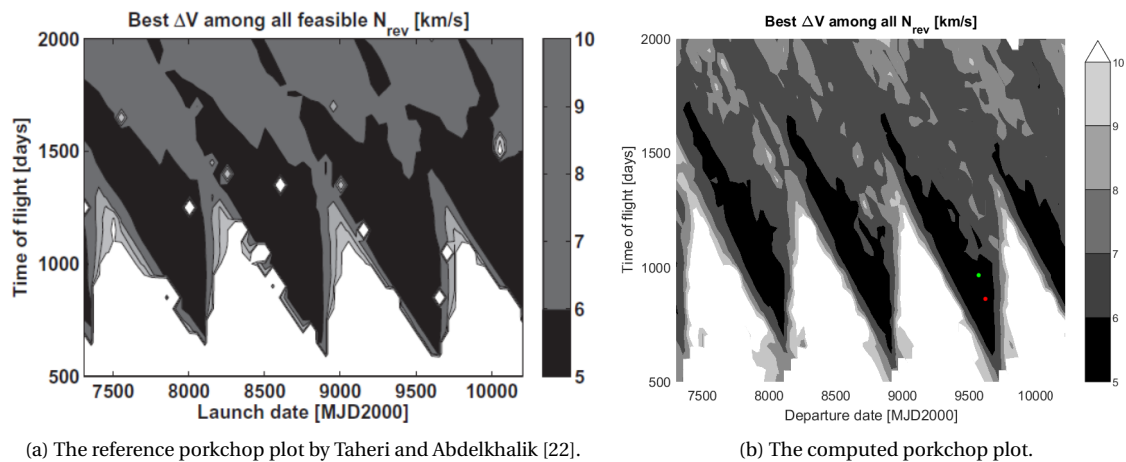 Best ΔV among all feasible N_rev [km/s]
2000
1500
1000
500
Time of flight [days]
7500 8000 8500 9000 9500 10000
Launch date [MJD2000]
10
9
8
7
6
5
(a) The reference porkchop plot by Taheri and Abdelkhalik [22].
Best ΔV among all N_rev [km/s]
2000
1500
1000
500
Time of flight [days]
7500 8000 8500 9000 9500 10000
Departure date [MJD2000]
10
9
8
7
6
5
(b) The computed porkchop plot.